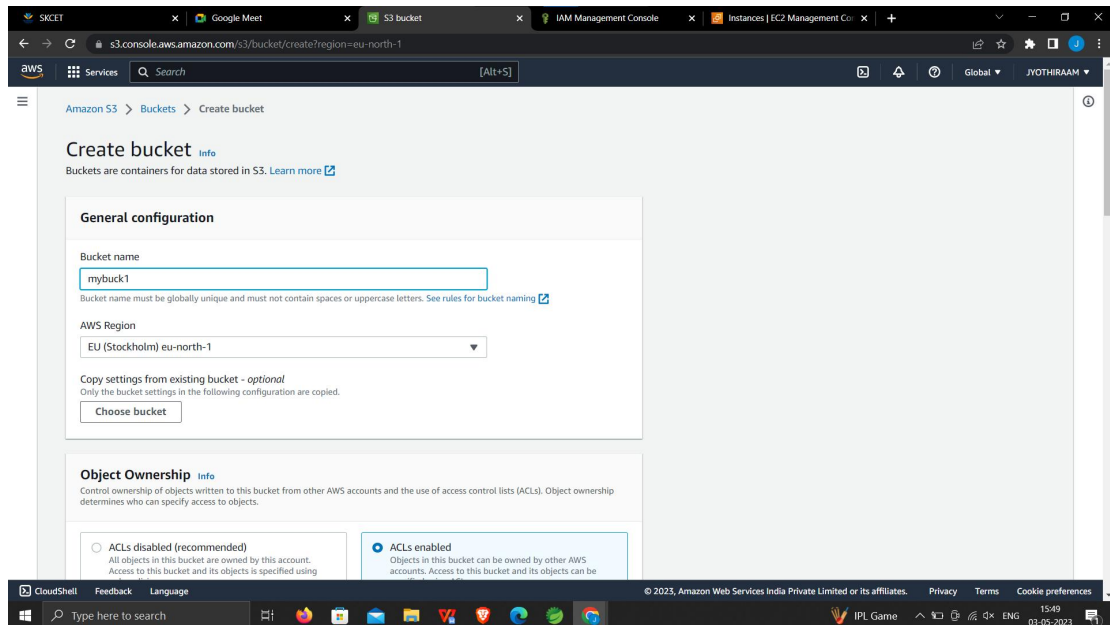 SKCET
Google Meet
S3 bucket
IAM Management Console
Instances | EC2 Management Con
s3.console.aws.amazon.com/s3/bucket/create?region=eu-north-1
J
aws
Services
Search
[Alt+S]
Global
JYOTHIRAAM
Amazon S3 > Buckets > Create bucket
Create bucket Info
Buckets are containers for data stored in S3. Learn more
General configuration
Bucket name
mybuck1
Bucket name must be globally unique and must not contain spaces or uppercase letters. See rules for bucket naming
AWS Region
EU (Stockholm) eu-north-1
Copy settings from existing bucket - optional
Only the bucket settings in the following configuration are copied.
Choose bucket
Object Ownership Info
Control ownership of objects written to this bucket from other AWS accounts and the use of access control lists (ACLs). Object ownership
determines who can specify access to objects.
ACLs disabled (recommended)
All objects in this bucket are owned by this account.
Access to this bucket and its objects is specified using
ACLs enabled
Objects in this bucket can be owned by other AWS
accounts. Access to this bucket and its objects can be
CloudShell
Feedback
Language
© 2023, Amazon Web Services India Private Limited or its affiliates.
Privacy
Terms
Cookie preferences
Type here to search
IPL Game
ENG
15:49
03-05-2023